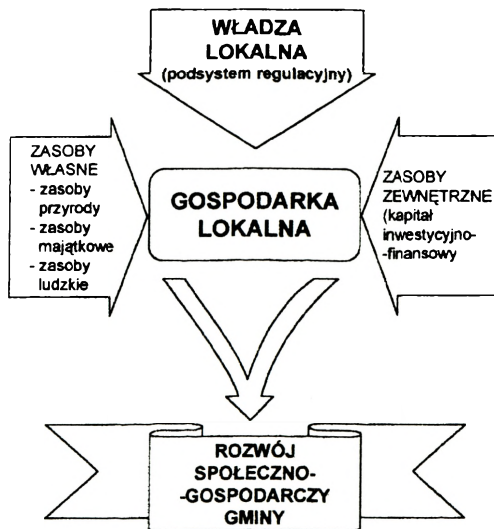 WŁADZA
LOKALNA
(podsystem regulacyjny)
ZASOBY
WŁASNE
- zasoby
przyrody
- zasoby
majątkowe
- zasoby
ludzkie
GOSPODARKA
LOKALNA
ZASOBY
ZEWNĘTRZNE
(kapitał
inwestycyjno-
-finansowy
ROZWÓJ
SPOŁECZNO-
-GOSPODARCZY
GMINY